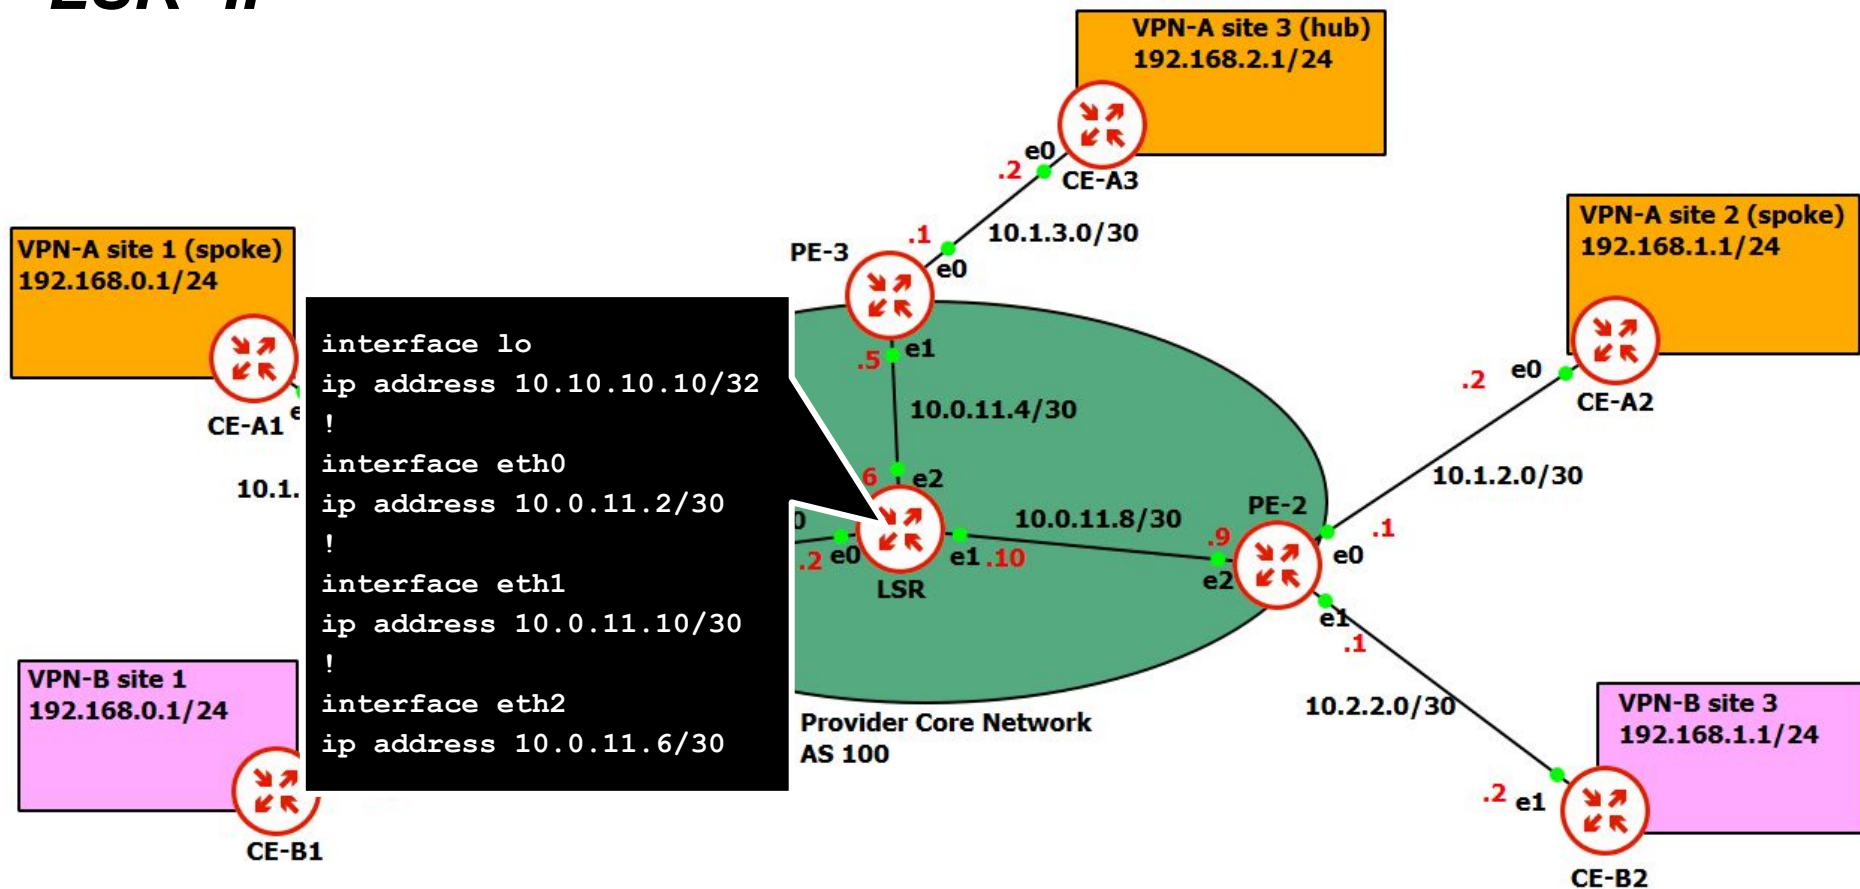 VPN-A site 3 (hub)
192.168.2.1/24
e0
.2
CE-A3
10.1.3.0/30
.1
e0
PE-3
VPN-A site 2 (spoke)
192.168.1.1/24
VPN-A site 1 (spoke)
192.168.0.1/24
CE-A1
10.1.
interface lo
ip address 10.10.10.10/32
!
interface eth0
ip address 10.0.11.2/30
!
interface eth1
ip address 10.0.11.10/30
!
interface eth2
ip address 10.0.11.6/30
.5
e1
10.0.11.4/30
6
e2
.2
e0
LSR
e1
.10
10.0.11.8/30
.9
e2
PE-2
e0
.1
10.1.2.0/30
.2
e0
CE-A2
e1
.1
10.2.2.0/30
.2
e1
CE-B2
VPN-B site 3
192.168.1.1/24
Provider Core Network
AS 100
VPN-B site 1
192.168.0.1/24
CE-B1